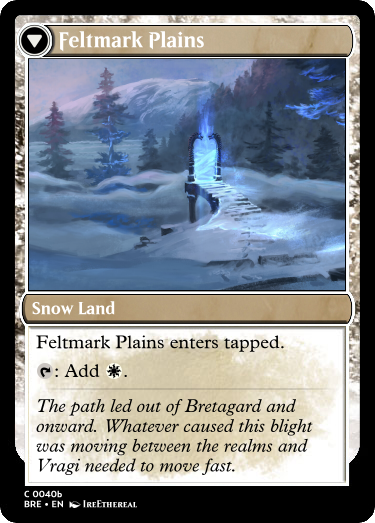 Feltmark Plains
Snow Land
Feltmark Plains enters tapped.
: Add .
The path led out of Bretagard and
onward. Whatever caused this blight
was moving between the realms and
Vragi needed to move fast.
C 0040b
BRE • EN IreEthereal